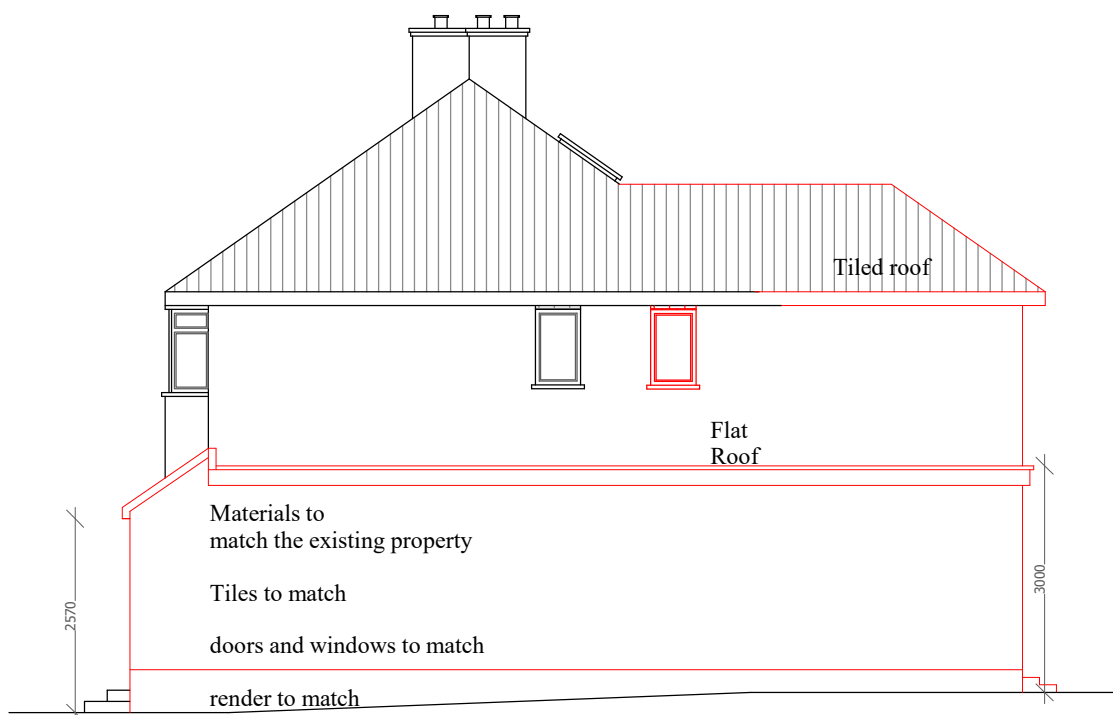 Tiled roof
Flat
Roof
Materials to
match the existing property
Tiles to match
doors and windows to match
render to match
2570
3000